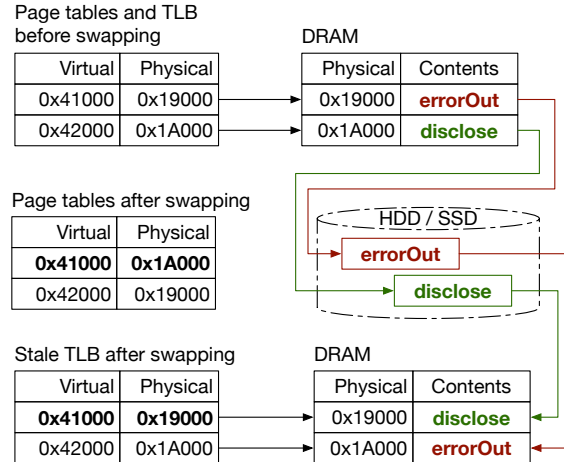 Page tables and TLB
before swapping
DRAM
Virtual Physical
Physical Contents
0x41000 0x19000
0x19000 errorOut
0x42000 0x1A000
0x1A000 disclose
Page tables after swapping
HDD / SSD
Virtual Physical
errorOut
0x41000 0x1A000
disclose
0x42000 0x19000
Stale TLB after swapping
DRAM
Virtual Physical
Physical Contents
0x41000 0x19000
0x19000 disclose
0x42000 0x1A000
0x1A000 errorOut